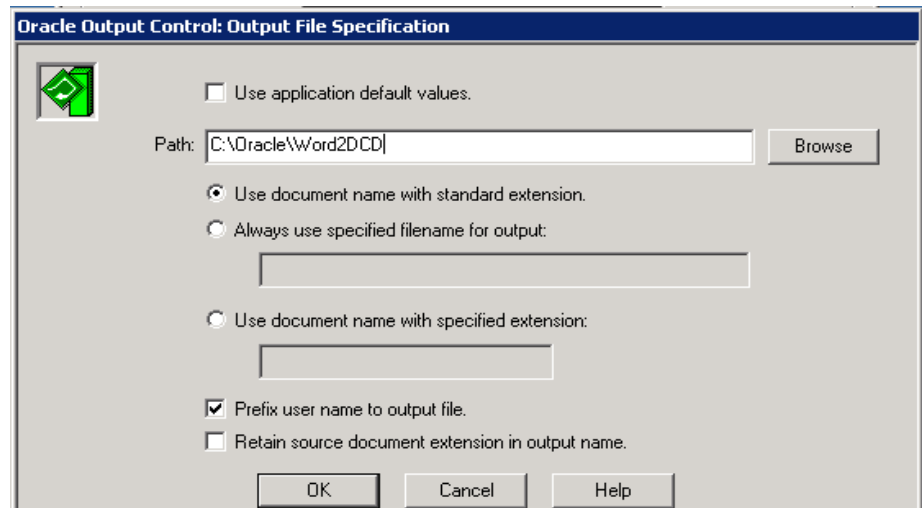 Oracle Output Control: Output File Specification
Use application default values.
Path: C:\Oracle\Word2DCD Browse
Use document name with standard extension.
Always use specified filename for output:
Use document name with specified extension:
Prefix user name to output file.
Retain source document extension in output name.
OK Cancel Help